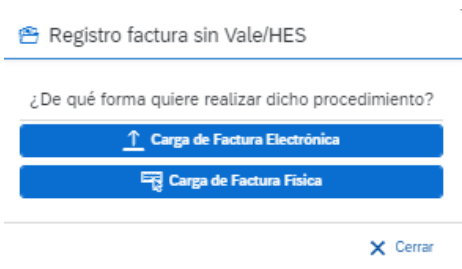 Registro factura sin Vale/HES
¿De qué forma quiere realizar dicho procedimiento?
Carga de Factura Electrónica
Carga de Factura Física
Cerrar